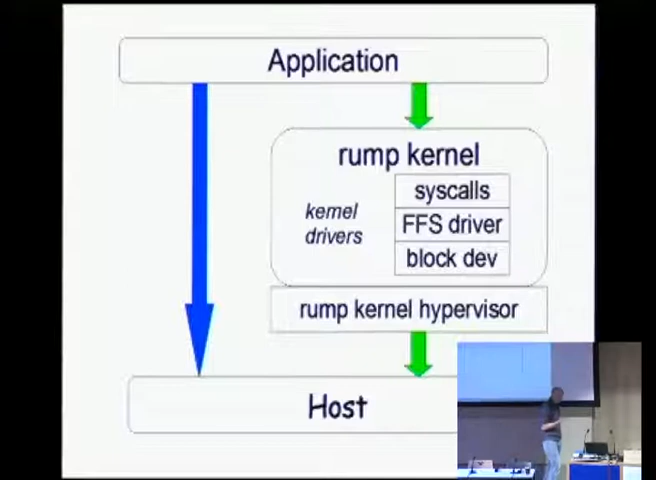 Application
rump kernel
kernel
drivers
syscalls
FFS driver
block dev
rump kernel hypervisor
Host